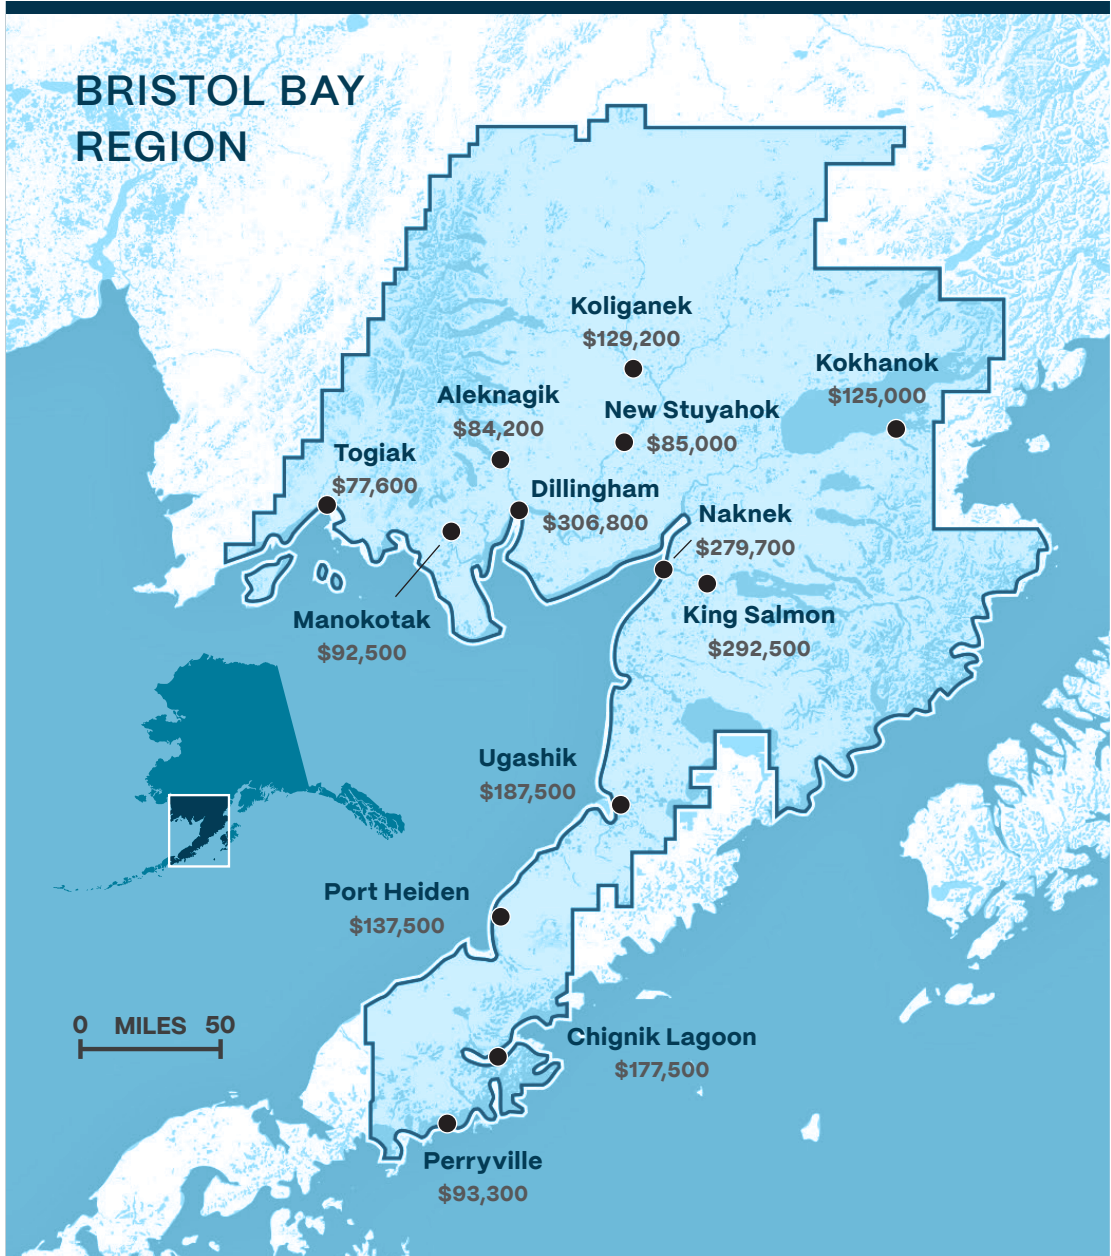 BRISTOL BAY
REGION
Koliganek
$129,200
Kokhanok
$125,000
Aleknagik
$84,200
New Stuyahok
$85,000
Togiak
$77,600
Dillingham
$306,800
Naknek
$279,700
King Salmon
$292,500
Manokotak
$92,500
Ugashik
$187,500
Port Heiden
$137,500
0 MILES 50
Chignik Lagoon
$177,500
Perryville
$93,300